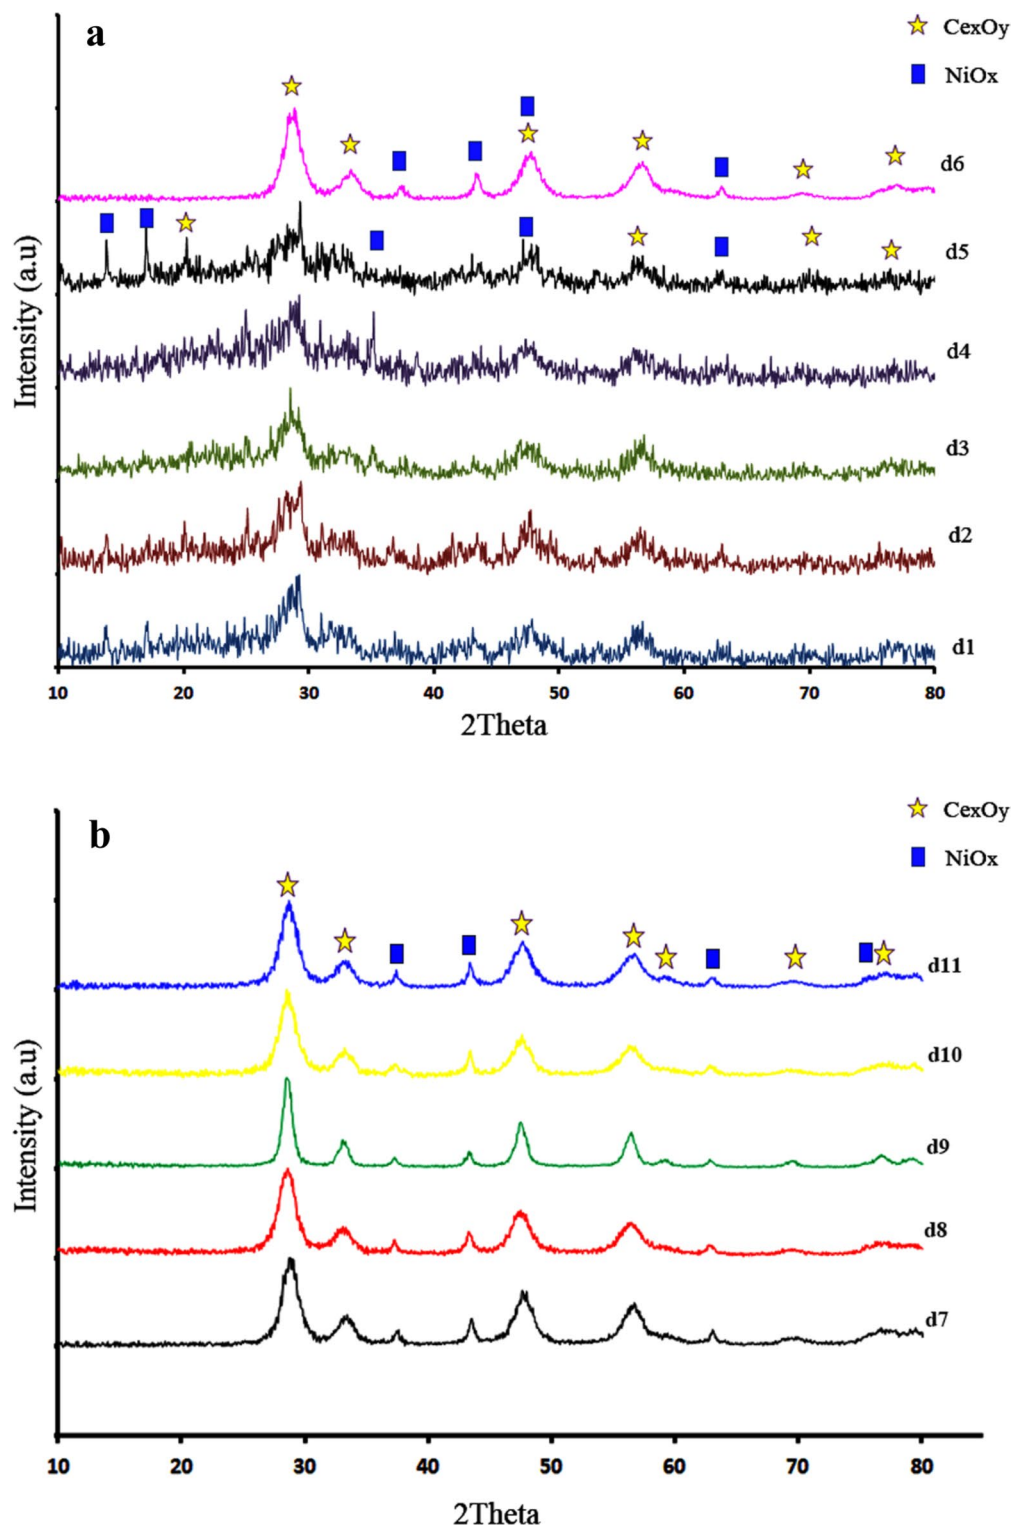 a
CexOy
NiOx
d6
d5
d4
d3
d2
d1
Intensity (a.u)
10 20 30 40 50 60 70 80
2Theta
b
CexOy
NiOx
d11
d10
d9
d8
d7
Intensity (a.u)
10 20 30 40 50 60 70 80
2Theta